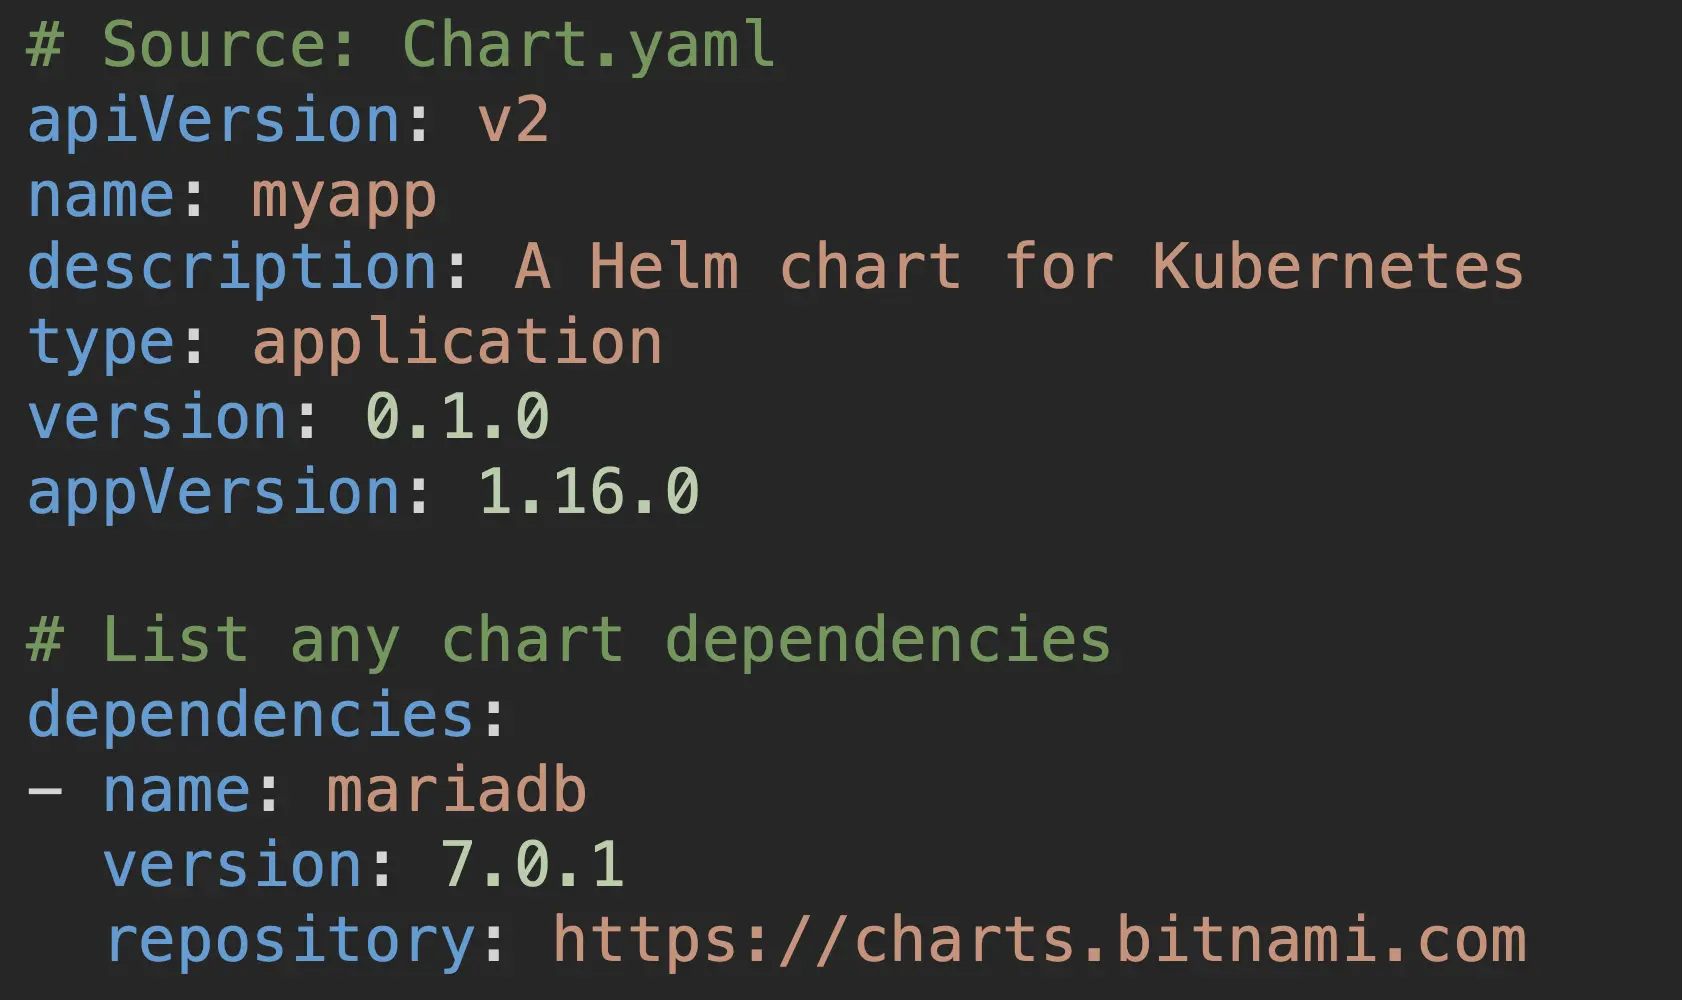 # Source: Chart.yaml
apiVersion: v2
name: myapp
description: A Helm chart for Kubernetes
type: application
version: 0.1.0
appVersion: 1.16.0

# List any chart dependencies
dependencies:
- name: mariadb
  version: 7.0.1
  repository: https://charts.bitnami.com